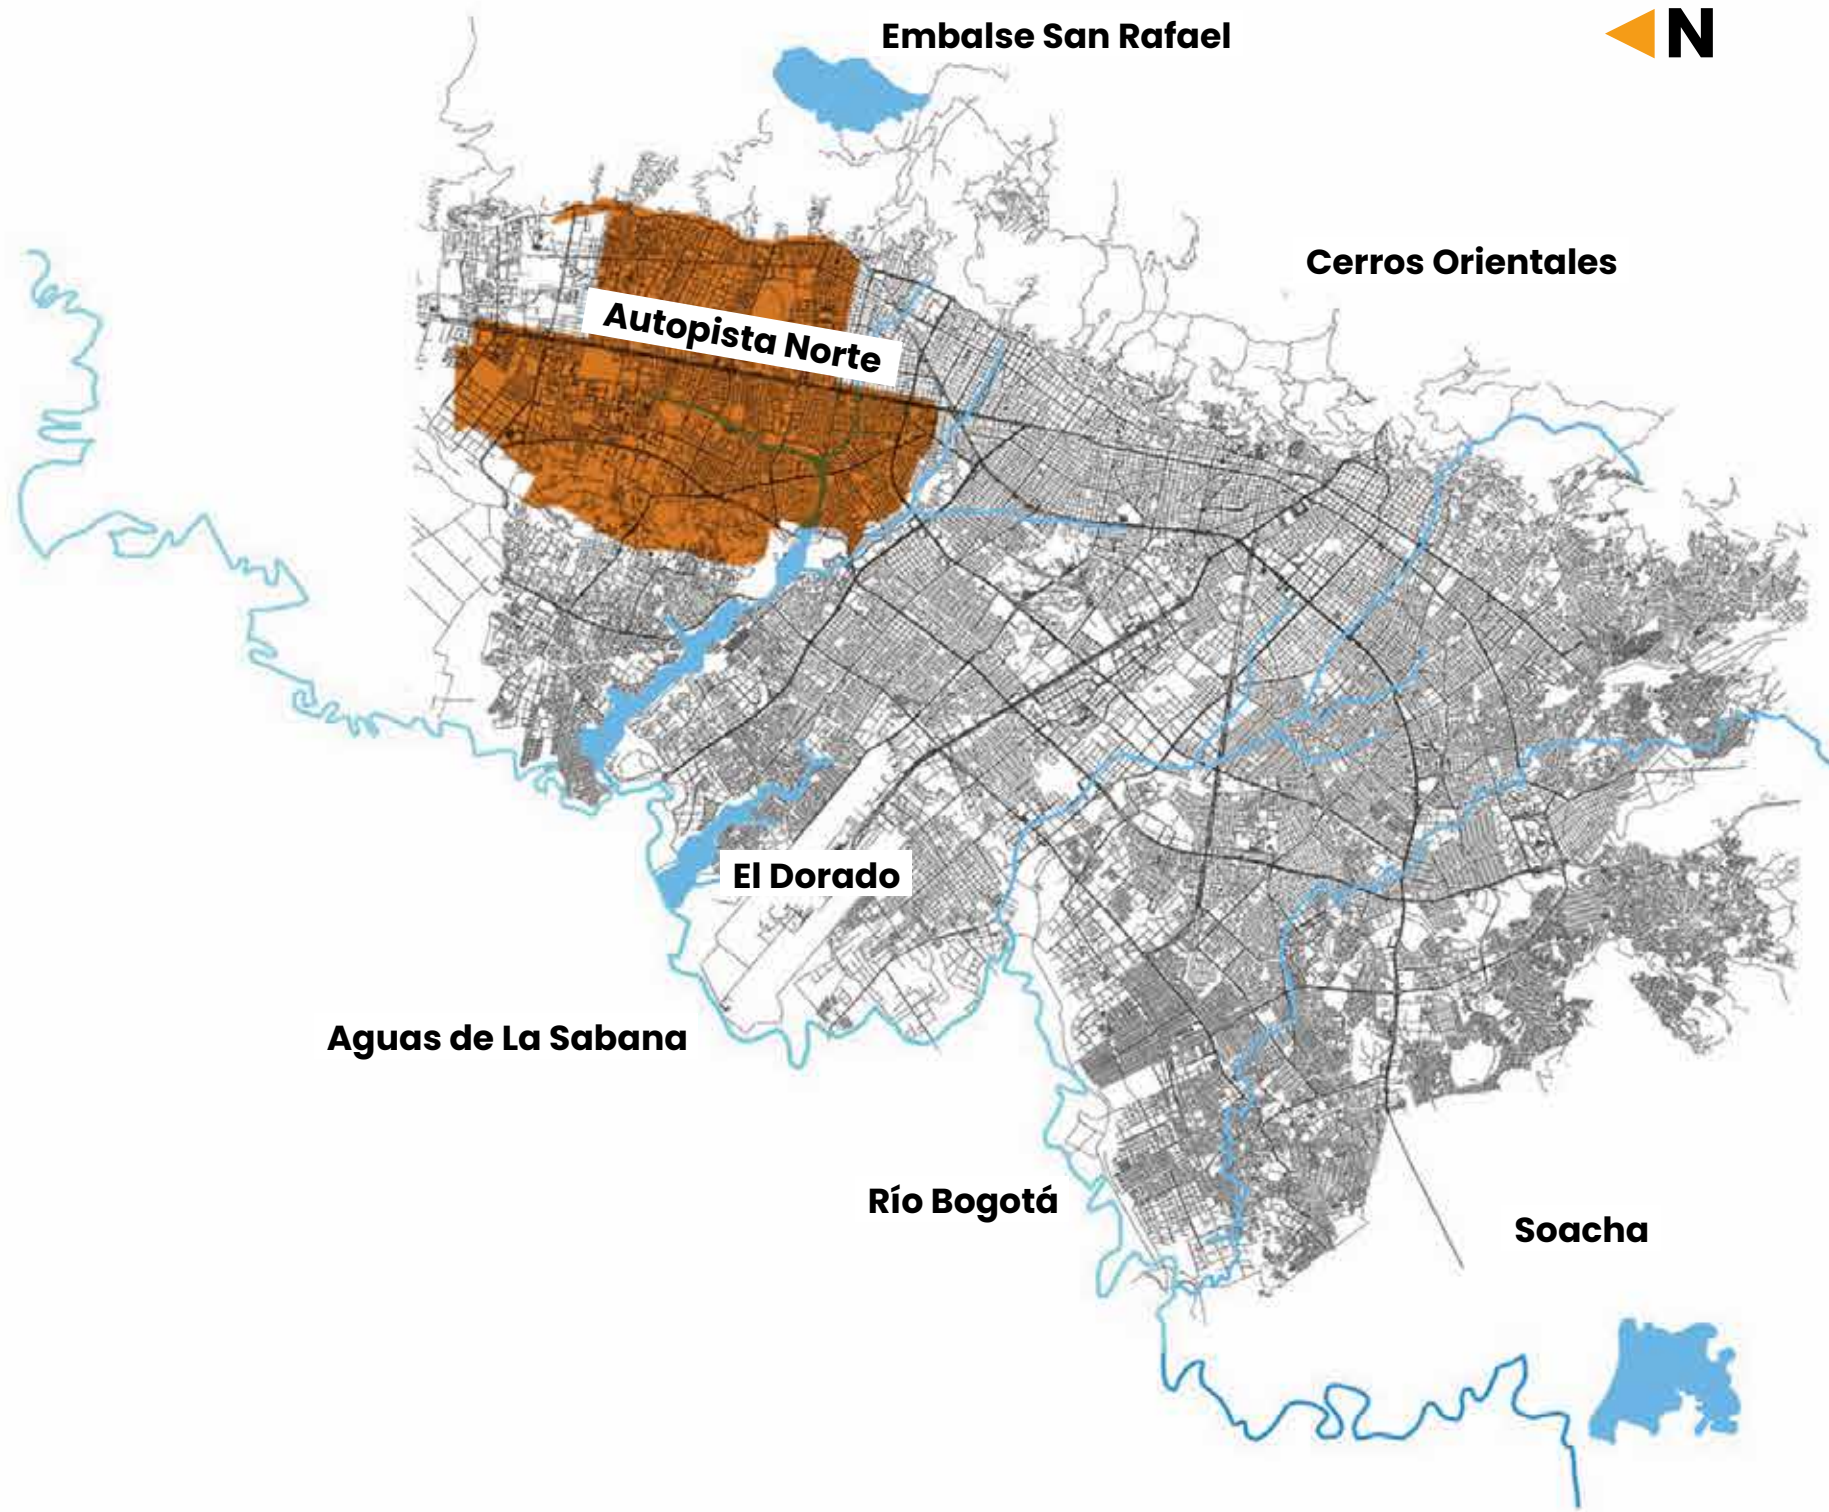 Embalse San Rafael
N
Cerros Orientales
Autopista Norte
El Dorado
Aguas de La Sabana
Río Bogotá
Soacha